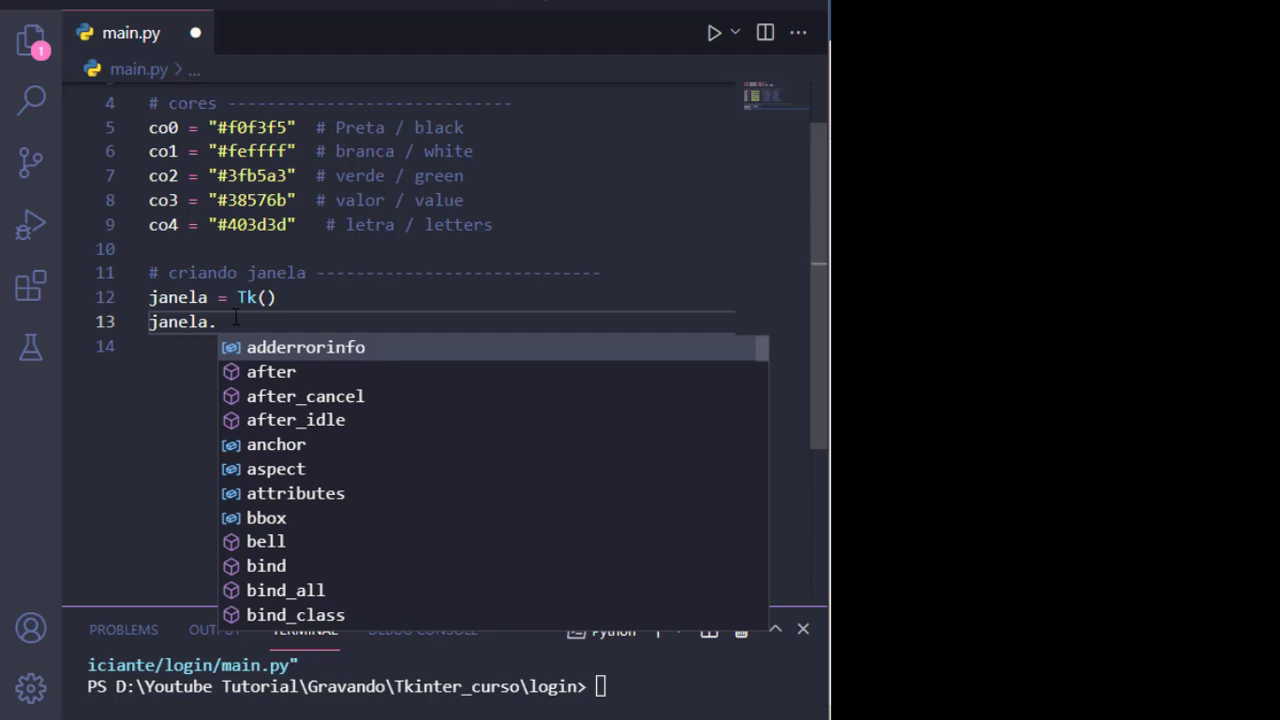 1
main.py
main.py > ...
4 # cores -----------------------------
5 co0 = "#f0f3f5"  # Preta / black
6 co1 = "#feffff"  # branca / white
7 co2 = "#3fb5a3"  # verde / green
8 co3 = "#38576b"  # valor / value
9 co4 = "#403d3d"   # letra / letters
10
11 # criando janela -----------------------------
12 janela = Tk()
13 janela.
14
adderrorinfo
after
after_cancel
after_idle
anchor
aspect
attributes
bbox
bell
bind
bind_all
bind_class
PROBLEMS OUTPUT TERMINAL DEBUG CONSOLE Python
iciante/login/main.py"
PS D:\Youtube Tutorial\Gravando\Tkinter_curso\login>